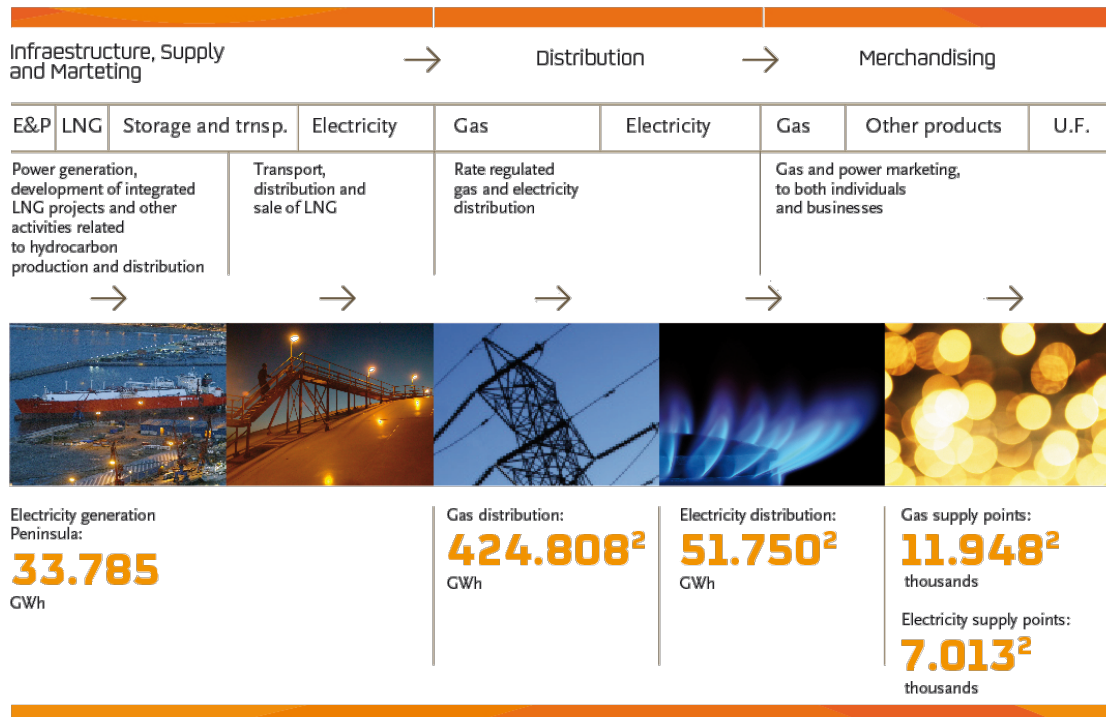 Infraestructure, Supply
and Marteting
Distribution
Merchandising
E&P
LNG
Storage and trnsp.
Electricity
Gas
Electricity
Gas
Other products
U.F.
Power generation,
development of integrated
LNG projects and other
activities related
to hydrocarbon
production and distribution
Transport,
distribution and
sale of LNG
Rate regulated
gas and electricity
distribution
Gas and power marketing,
to both individuals
and businesses
Electricity generation
Peninsula:
33.785
GWh
Gas distribution:
424.808²
GWh
Electricity distribution:
51.750²
GWh
Gas supply points:
11.948²
thousands
Electricity supply points:
7.013²
thousands